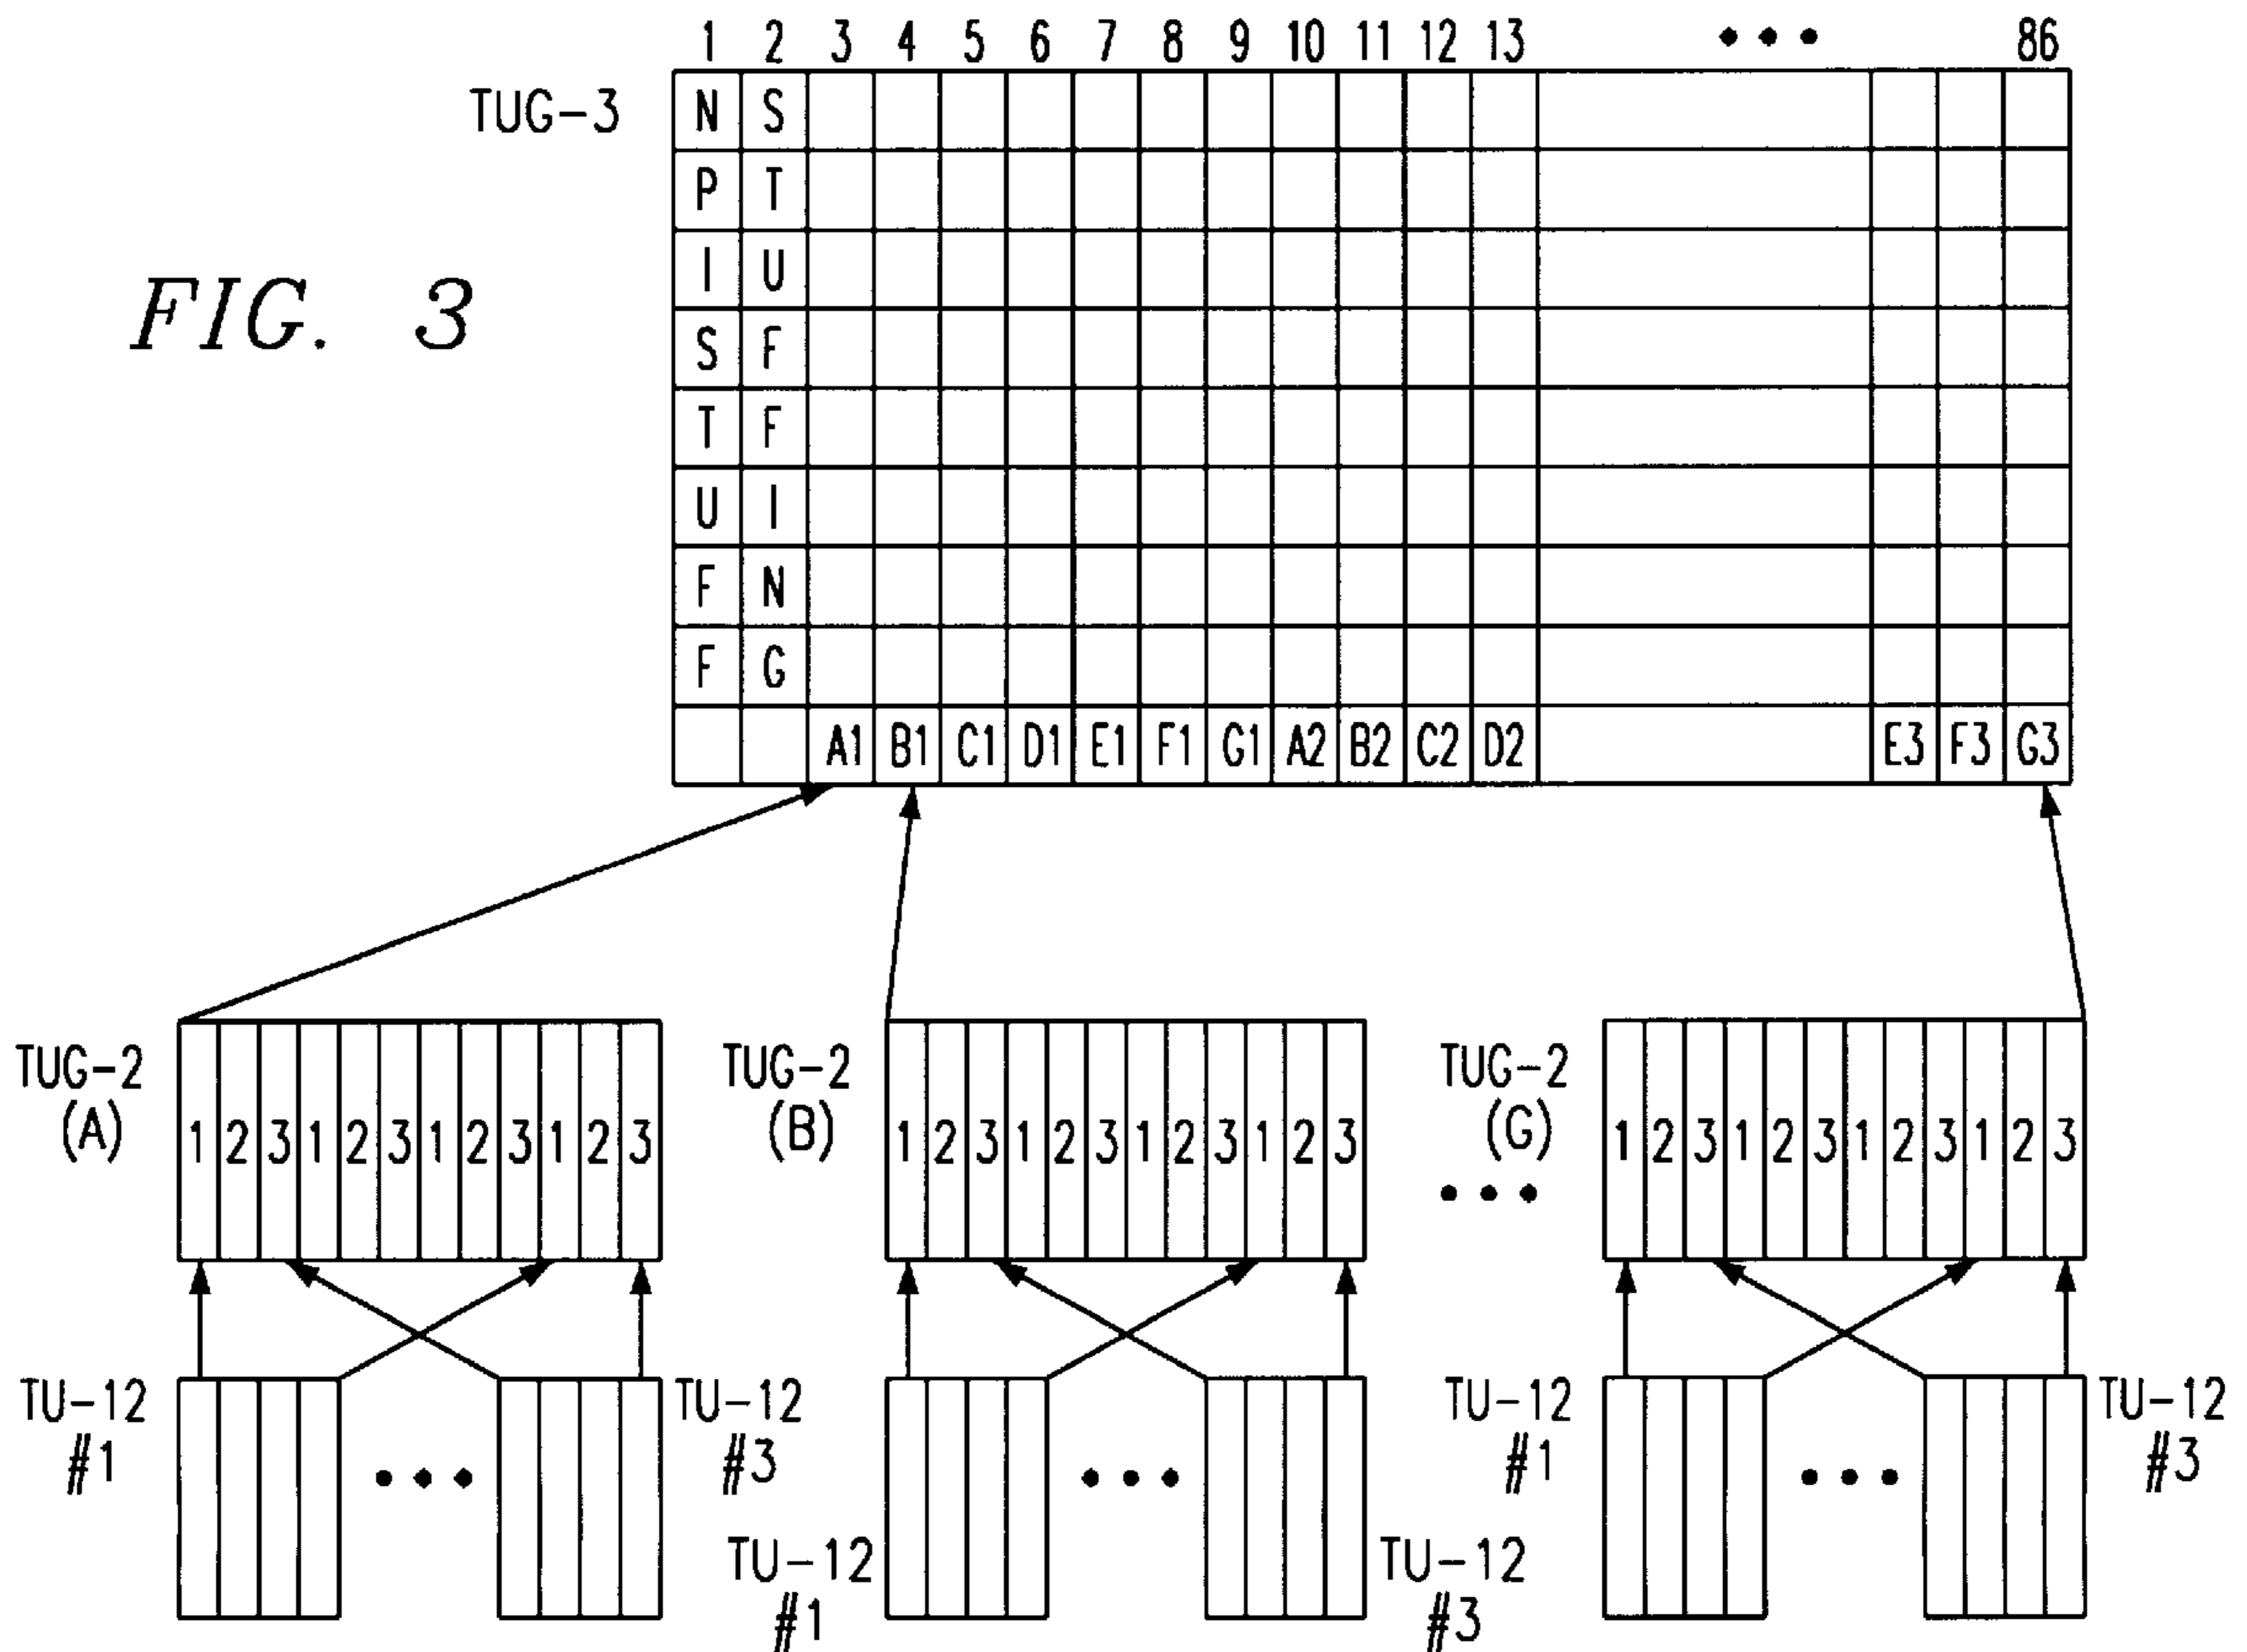 1 2 3 4 5 6 7 8 9 10 11 12 13 ••• 86
TUG-3
N S
P T
I U
S F
T F
U I
F N
F G
A1 B1 C1 D1 E1 F1 G1 A2 B2 C2 D2 E3 F3 G3
FIG. 3
TUG-2
(A)
1 2 3 1 2 3 1 2 3 1 2 3
TUG-2
(B)
1 2 3 1 2 3 1 2 3 1 2 3
TUG-2
(G)
•••
1 2 3 1 2 3 1 2 3 1 2 3
TU-12
#1
•••
TU-12
#3
TU-12
#1
•••
TU-12
#3
TU-12
#1
•••
TU-12
#3